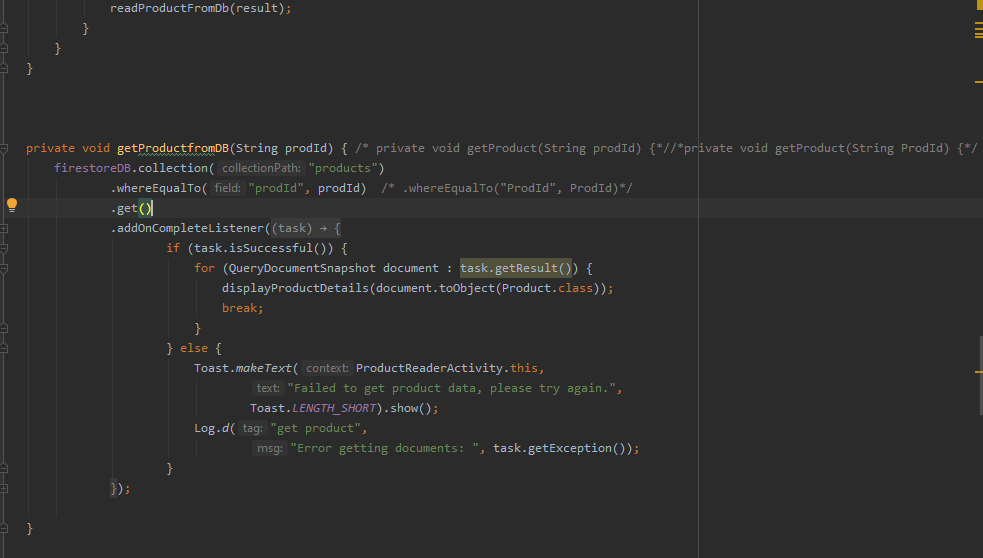 readProductFromDb(result);
}
}
}
private void getProductfromDB(String prodId) { /* private void getProduct(String prodId) {*//*private void getProduct(String ProdId) {*/
firestoreDB.collection( collectionPath: "products")
.whereEqualTo( field: "prodId", prodId)  /* .whereEqualTo("ProdId", ProdId)*/
.get()
.addOnCompleteListener((task) → {
if (task.isSuccessful()) {
for (QueryDocumentSnapshot document : task.getResult()) {
displayProductDetails(document.toObject(Product.class));
break;
}
} else {
Toast.makeText( context: ProductReaderActivity.this,
text: "Failed to get product data, please try again.",
Toast.LENGTH_SHORT).show();
Log.d( tag: "get product",
msg: "Error getting documents: ", task.getException());
}
});
}